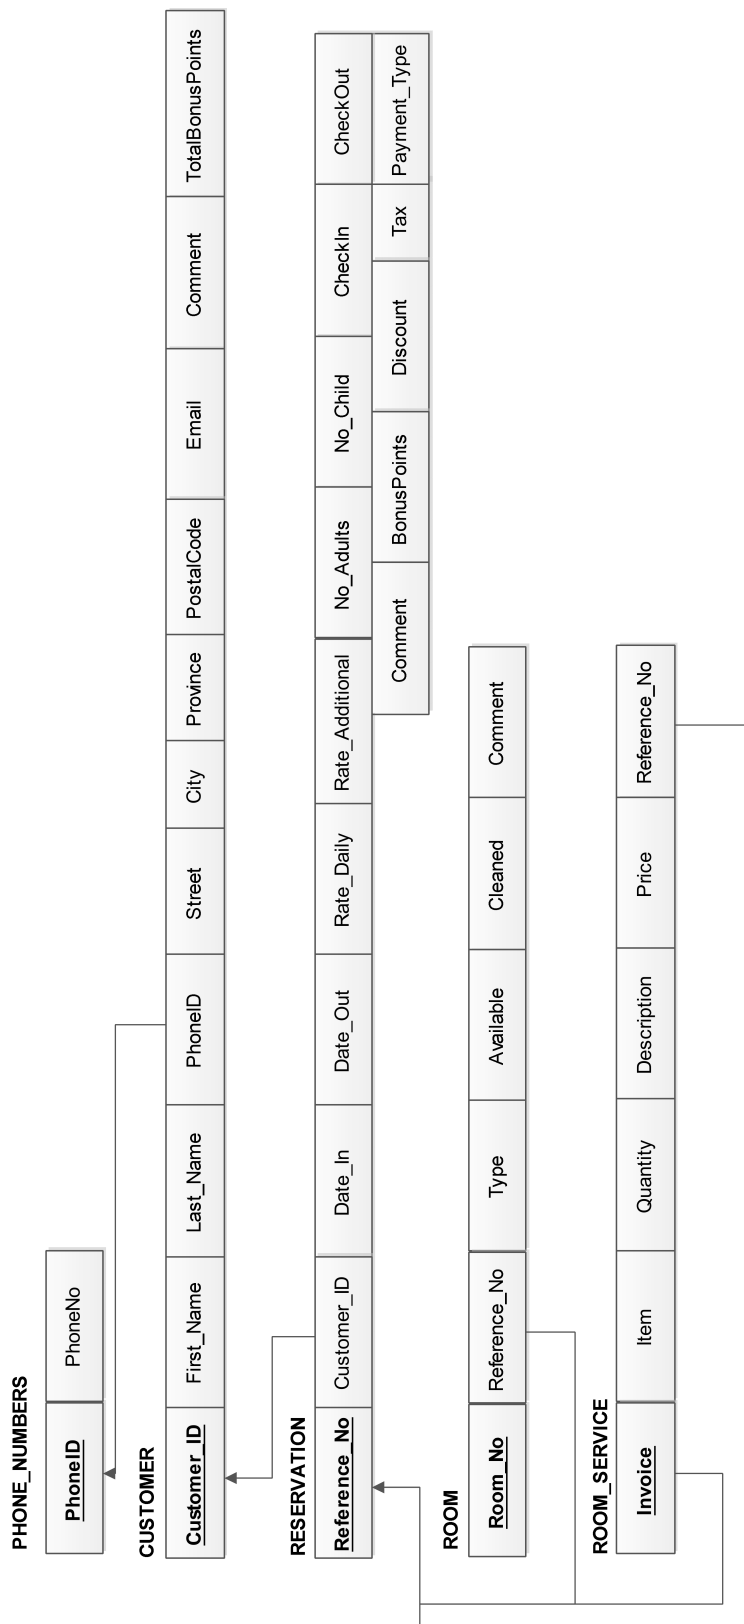 PHONE_NUMBERS
PhoneID PhoneNo
CUSTOMER
Customer_ID First_Name Last_Name PhoneID Street City Province PostalCode Email Comment TotalBonusPoints
RESERVATION
Reference_No Customer_ID Date_In Date_Out Rate_Daily Rate_Additional No_Adults No_Child CheckIn CheckOut
Comment BonusPoints Discount Tax Payment_Type
ROOM
Room_No Reference_No Type Available Cleaned Comment
ROOM_SERVICE
Invoice Item Quantity Description Price Reference_No